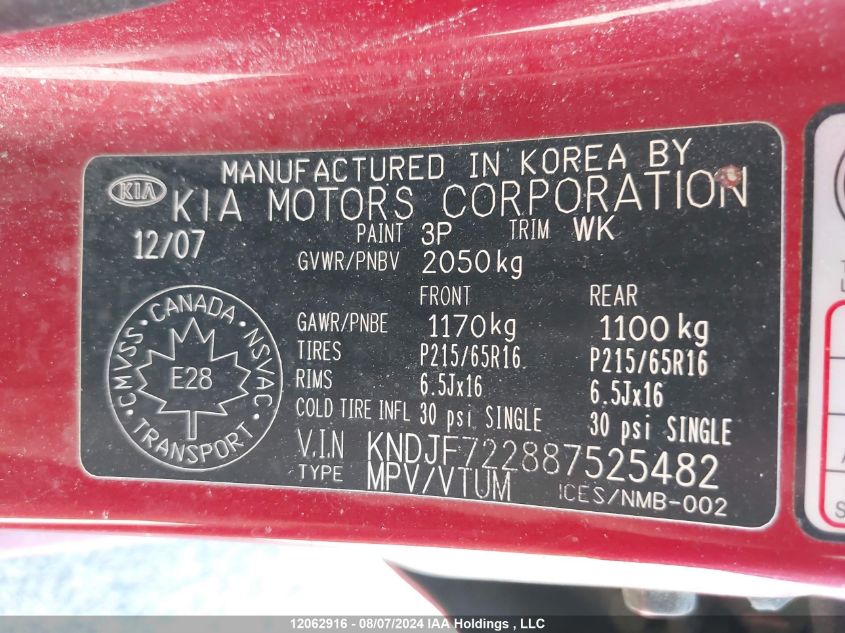 MANUFACTURED IN KOREA BY
KIA KIA MOTORS CORPORATION
12/07 PAINT 3P TRIM WK
GVWR/PNBV 2050kg
FRONT REAR
GAWR/PNBE 1170kg 1100kg
TIRES P215/65R16 P215/65R16
RIMS 6.5Jx16 6.5Jx16
COLD TIRE INFL 30 psi SINGLE 30 psi SINGLE
V.I.N KNDJF722887525482
TYPE MPV/VTUM ICES/NMB-002
CANADA · NSVAC · TRANSPORT · CMVSS ·
E28
12062916 - 08/07/2024 IAA Holdings , LLC